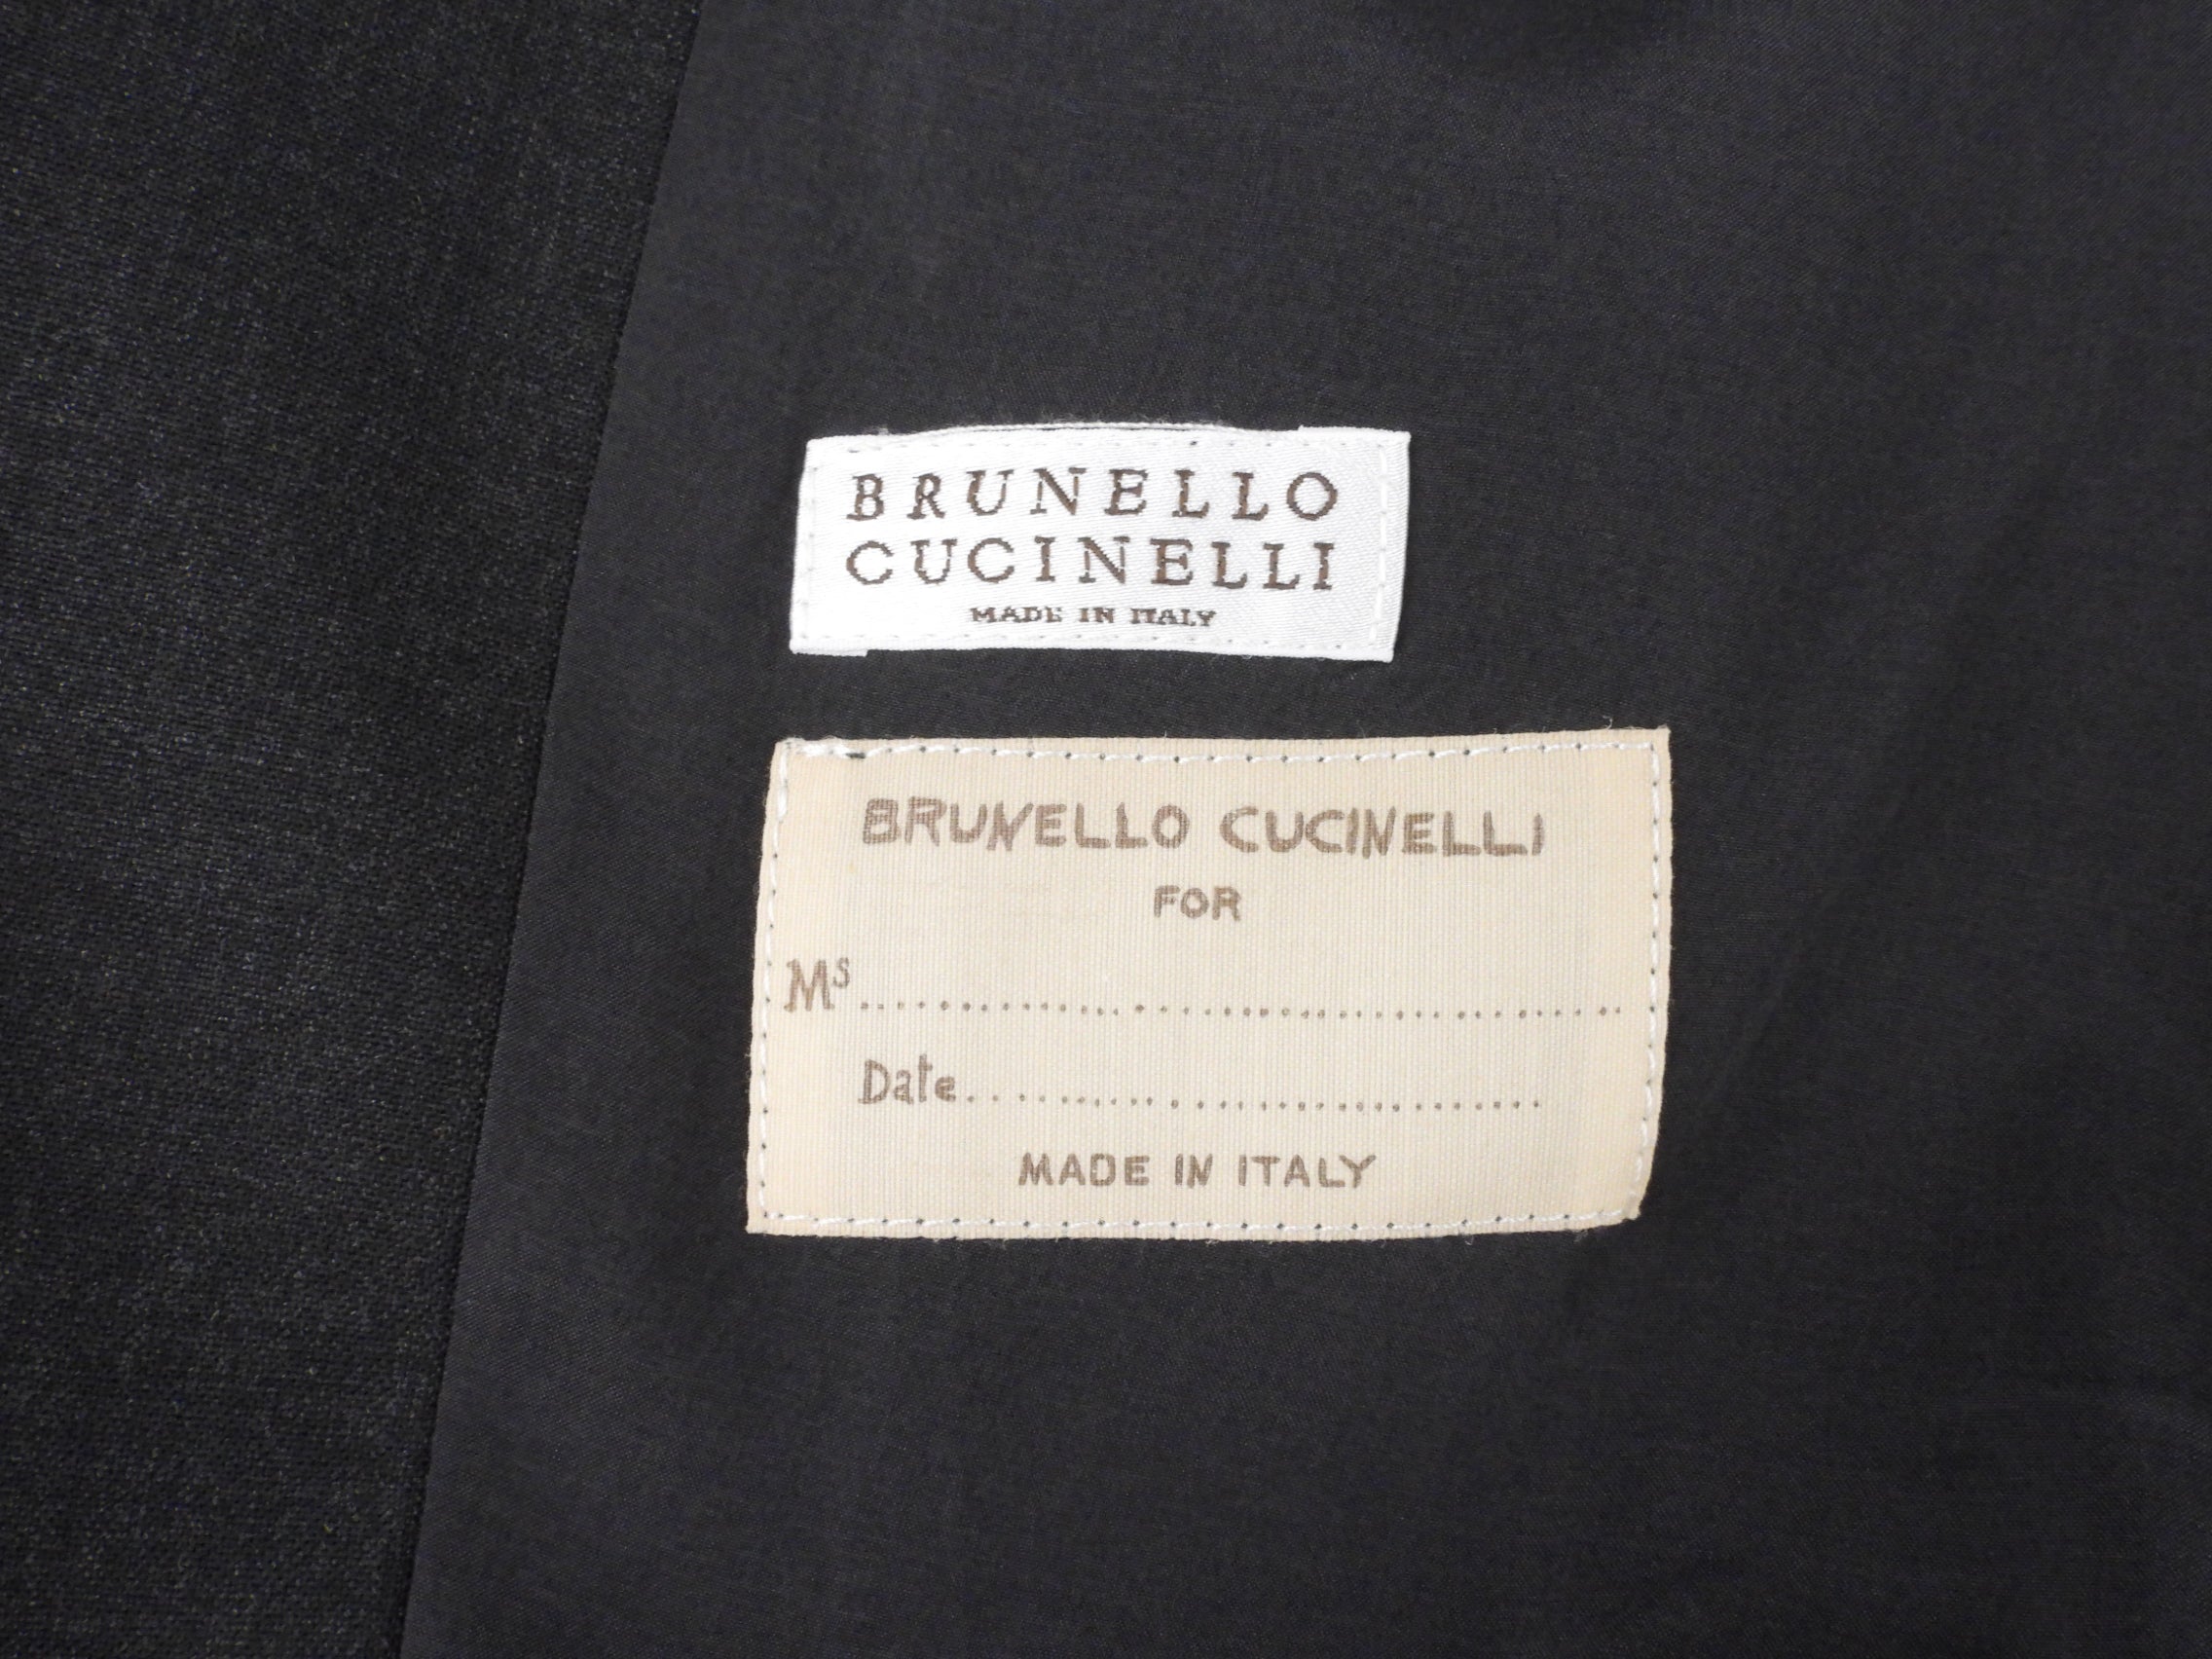 BRUNELLO
CUCINELLI
MADE IN ITALY
BRUNELLO CUCINELLI
FOR
Ms..............................................
Date..............................................
MADE IN ITALY